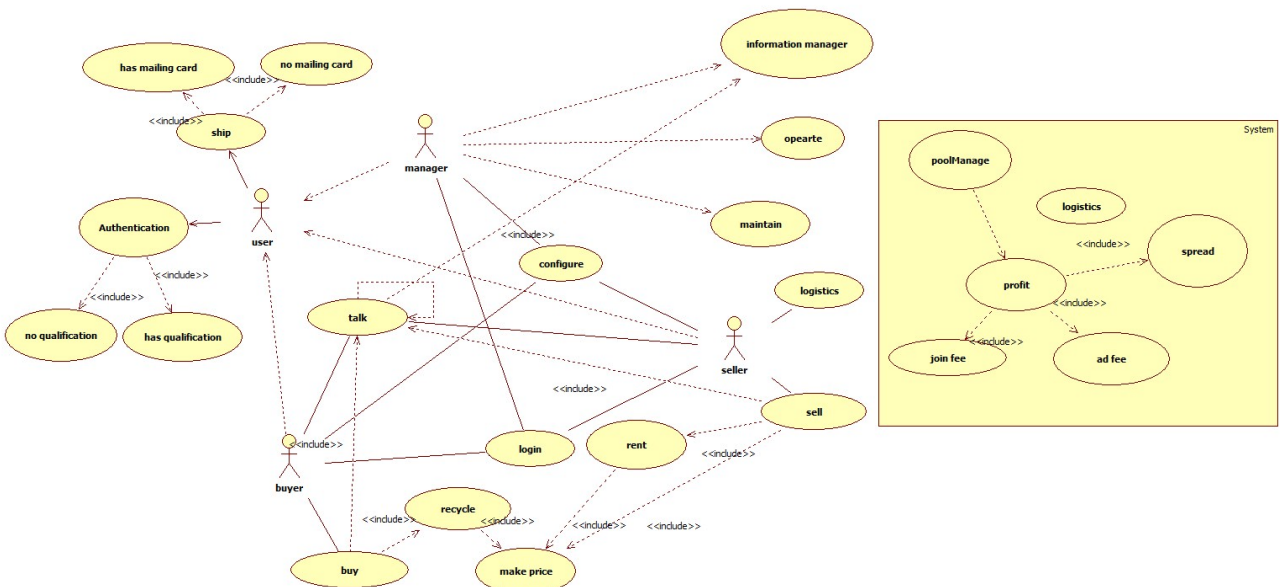 information manager
has mailing card
no mailing card
<<include>>
<<include>>
ship
manager
opearte
System
poolManage
logistics
user
Authentication
maintain
<<include>>
<<include>>
spread
configure
<<include>>
profit
logistics
<<include>>
talk
<<include>>
no qualification
has qualification
<<include>>
join fee
ad fee
seller
<<include>>
sell
<<include>>
login
rent
<<include>>
buyer
recycle
<<include>>
<<include>>
<<include>>
<<include>>
buy
make price